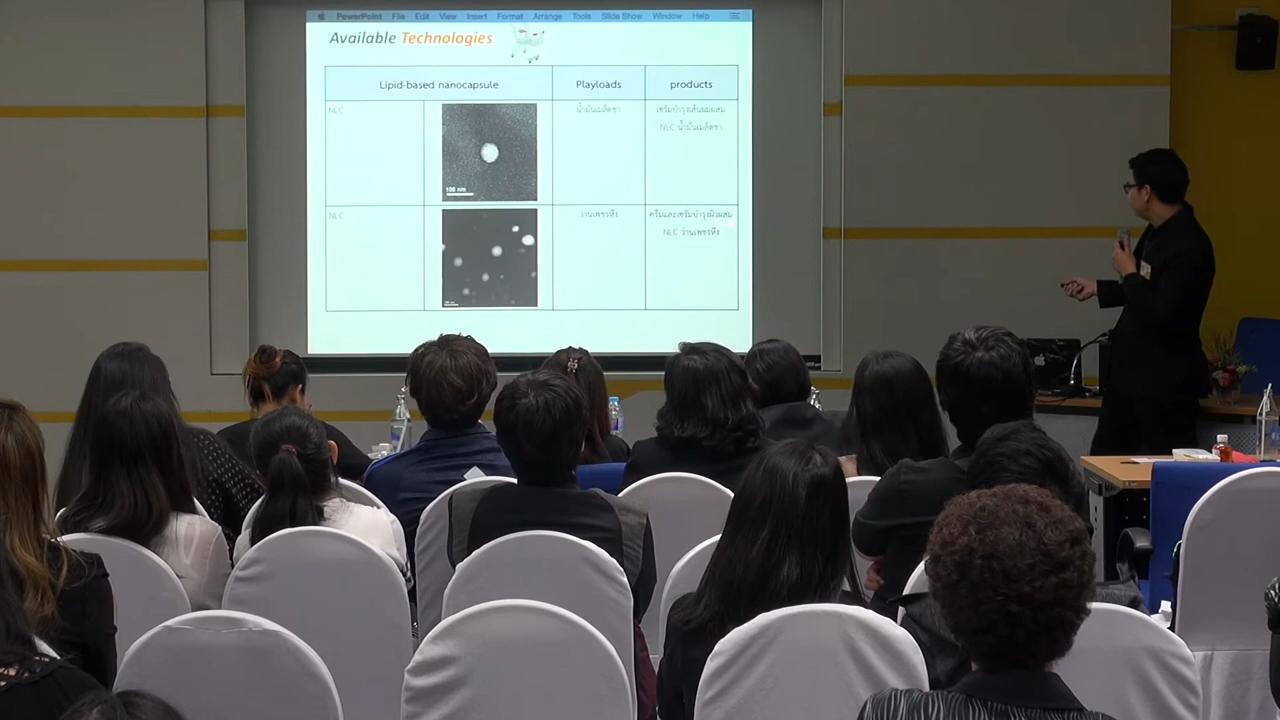 PowerPoint File Edit View Insert Format Arrange Tools Slide Show Window Help
Available Technologies
Lipid-based nanocapsule Playloads products
NLC น้ำมันเมล็ดชา เซรัมบำรุงเส้นผมผสม
NLC น้ำมันเมล็ดชา
100 nm
NLC ว่านเพชรหึง ครีมและเซรัมบำรุงผิวผสม
NLC ว่านเพชรหึง